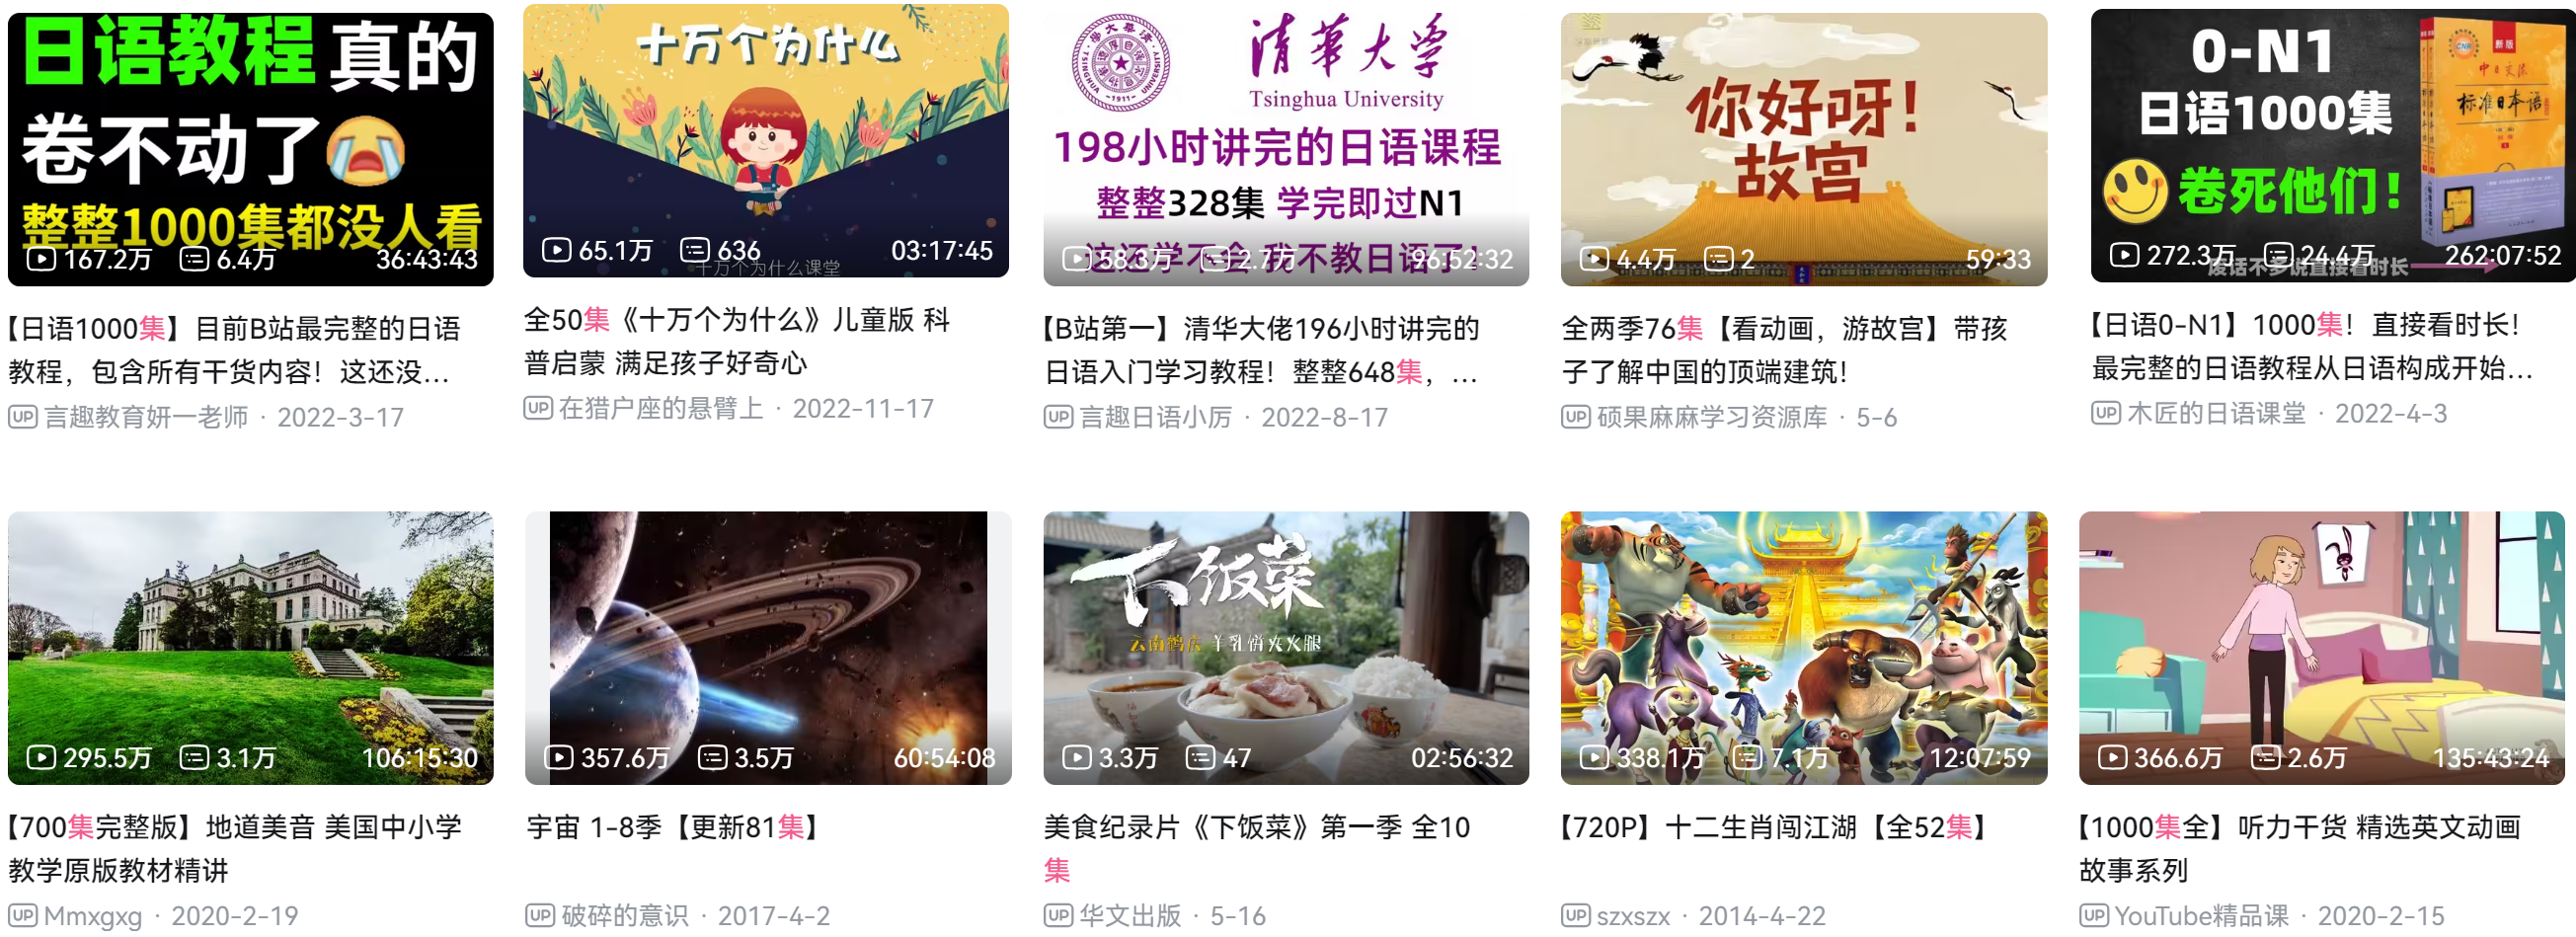 日语教程 真的
卷不动了
整整1000集都没人看
167.2万 6.4万 36:43:43
【日语1000集】目前B站最完整的日语
教程，包含所有干货内容！这还没...
UP 言趣教育妍一老师 · 2022-3-17
十万个为什么
65.1万 636 03:17:45
十万个为什么课堂
全50集《十万个为什么》儿童版 科
普启蒙 满足孩子好奇心
UP 在猎户座的悬臂上 · 2022-11-17
清華大学
Tsinghua University
TSINGHUA UNIVERSITY
-1911-
198小时讲完的日语课程
整整328集 学完即过N1
这还学不会 我不教日语了！
58.3万 2.7万 96:52:32
【B站第一】清华大佬196小时讲完的
日语入门学习教程！整整648集，...
UP 言趣日语小厉 · 2022-8-17
你好呀！
故宫
4.4万 2 59:33
全两季76集【看动画，游故宫】带孩
子了解中国的顶端建筑！
UP 硕果麻麻学习资源库 · 5-6
0-N1
日语1000集
卷死他们！
新版
中日交流
标准日本语
272.3万 24.4万 262:07:52
废话不多说直接看时长
【日语0-N1】1000集！直接看时长！
最完整的日语教程从日语构成开始...
UP 木匠的日语课堂 · 2022-4-3
295.5万 3.1万 106:15:30
【700集完整版】地道美音 美国中小学
教学原版教材精讲
UP Mmxgxg · 2020-2-19
357.6万 3.5万 60:54:08
宇宙 1-8季【更新81集】
UP 破碎的意识 · 2017-4-2
下饭菜
云南鹤庆 羊乳饼夹火腿
3.3万 47 02:56:32
美食纪录片《下饭菜》第一季 全10
集
UP 华文出版 · 5-16
338.1万 7.1万 12:07:59
【720P】十二生肖闯江湖【全52集】
UP szxszx · 2014-4-22
366.6万 2.6万 135:43:24
【1000集全】听力干货 精选英文动画
故事系列
UP YouTube精品课 · 2020-2-15